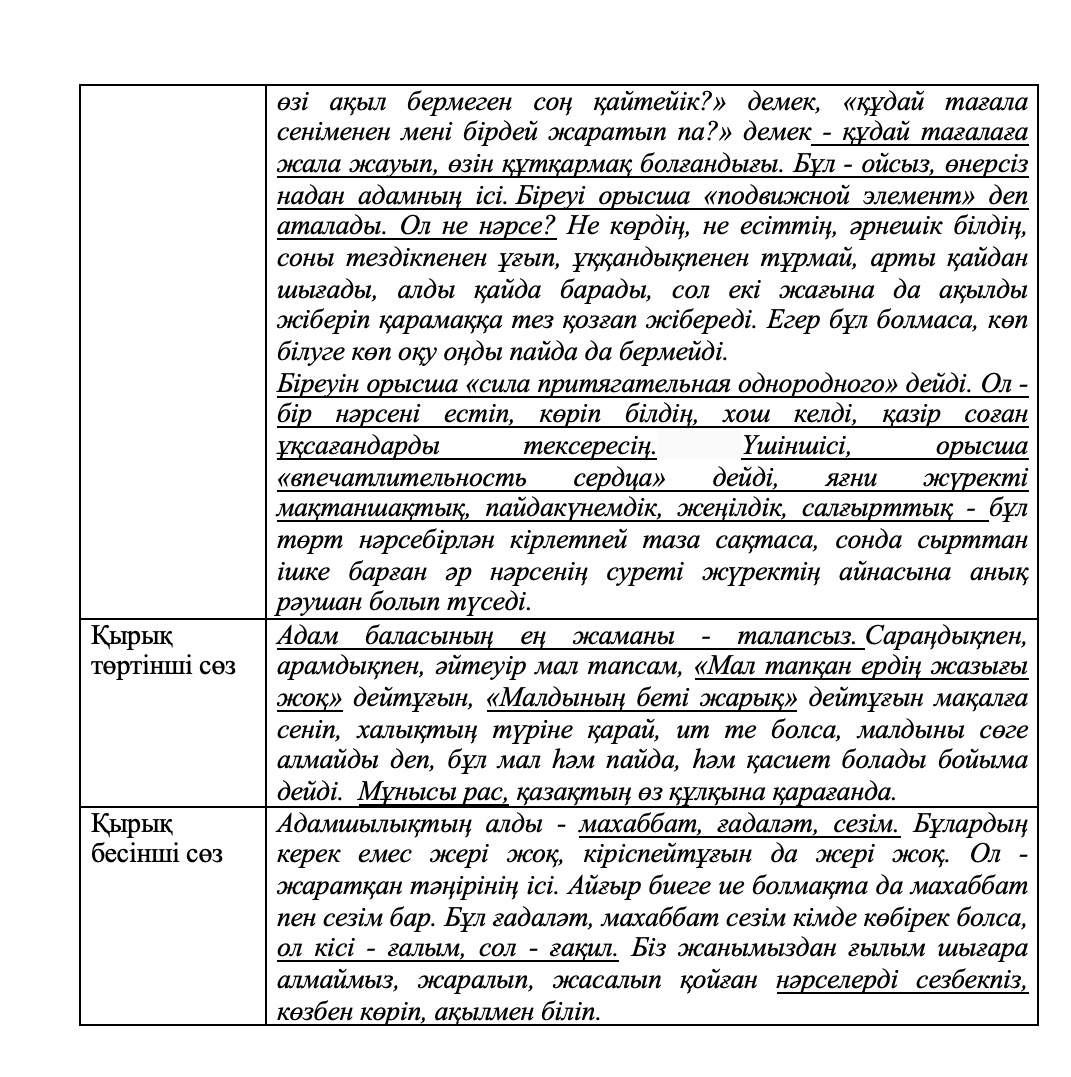 өзі ақыл бермеген соң қайтейік?» демек, «құдай тағала
сеніменен мені бірдей жаратып па?» демек - құдай тағалаға
жала жауып, өзін құтқармақ болғандығы. Бұл - ойсыз, өнерсіз
надан адамның ісі. Біреуі орысша «подвижной элемент» деп
аталады. Ол не нәрсе? Не көрдің, не есіттің, әрнешік білдің,
соны тездікпенен ұғып, ұққандықпенен тұрмай, арты қайдан
шығады, алды қайда барады, сол екі жағына да ақылды
жіберіп қарамаққа тез қозғап жібереді. Егер бұл болмаса, көп
білуге көп оқу оңды пайда да бермейді.
Біреуін орысша «сила притягательная однородного» дейді. Ол -
бір нәрсені естіп, көріп білдің, хош келді, қазір соған
ұқсағандарды тексересің. Үшіншісі, орысша
«впечатлительность сердца» дейді, яғни жүректі
мақтаншақтық, пайдакүнемдік, жеңілдік, салғырттық - бұл
төрт нәрсебірлән кірлетпей таза сақтаса, сонда сырттан
ішке барған әр нәрсенің суреті жүректің айнасына анық
рәушан болып түседі.
Қырық
төртінші сөз
Адам баласының ең жаманы - талапсыз. Сараңдықпен,
арамдықпен, әйтеуір мал тапсам, «Мал тапқан ердің жазығы
жоқ» дейтұғын, «Малдының беті жарық» дейтұғын мақалға
сеніп, халықтың түріне қарай, ит те болса, малдыны сөге
алмайды деп, бұл мал һәм пайда, һәм қасиет болады бойыма
дейді. Мұнысы рас, қазақтың өз құлқына қарағанда.
Қырық
бесінші сөз
Адамшылықтың алды - махаббат, ғадаләт, сезім. Бұлардың
керек емес жері жоқ, кіріспейтұғын да жері жоқ. Ол -
жаратқан тәңірінің ісі. Айғыр биеге ие болмақта да махаббат
пен сезім бар. Бұл ғадаләт, махаббат сезім кімде көбірек болса,
ол кісі - ғалым, сол - ғақил. Біз жанымыздан ғылым шығара
алмаймыз, жаралып, жасалып қойған нәрселерді сезбекпіз,
көзбен көріп, ақылмен біліп.